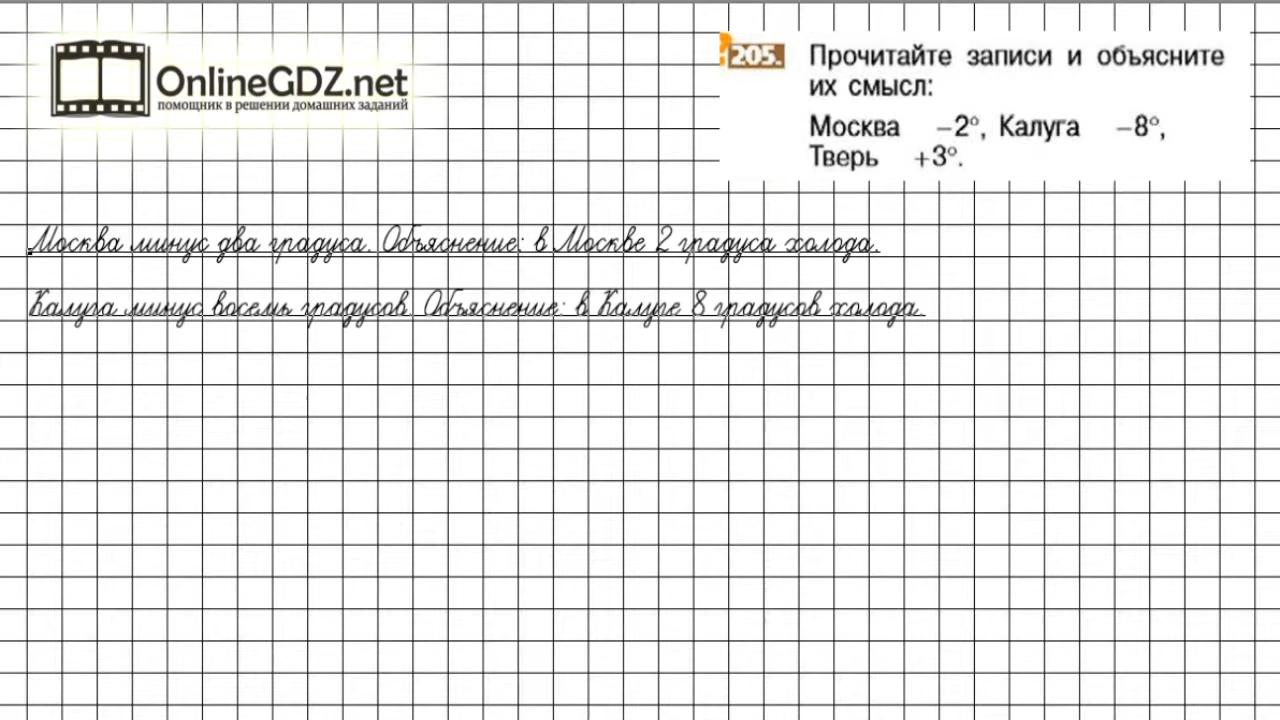 OnlineGDZ.net
помощник в решении домашних заданий
205. Прочитайте записи и объясните
их смысл:
Москва −2°, Калуга −8°,
Тверь +3°.
Москва минус два градуса. Объяснение: в Москве 2 градуса холода.
Калуга минус восемь градусов. Объяснение: в Калуге 8 градусов холода.